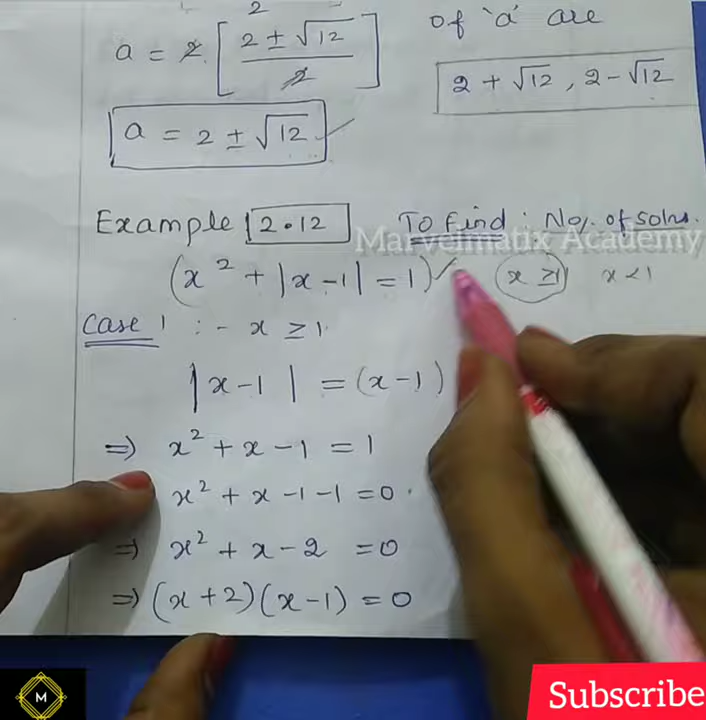 2
a = 2 [ 2 ± √12 / 2 ]
a = 2 ± √12
of 'a' are
2 + √12 , 2 - √12
Example 2.12 To Find : No. of solns.
Marvelmatix Academy
(x² + |x - 1| = 1) x ≥ 1 x < 1
Case 1 :- x ≥ 1
|x - 1| = (x - 1)
⇒ x² + x - 1 = 1
x² + x - 1 - 1 = 0
⇒ x² + x - 2 = 0
⇒ (x + 2) (x - 1) = 0
M
Subscribe